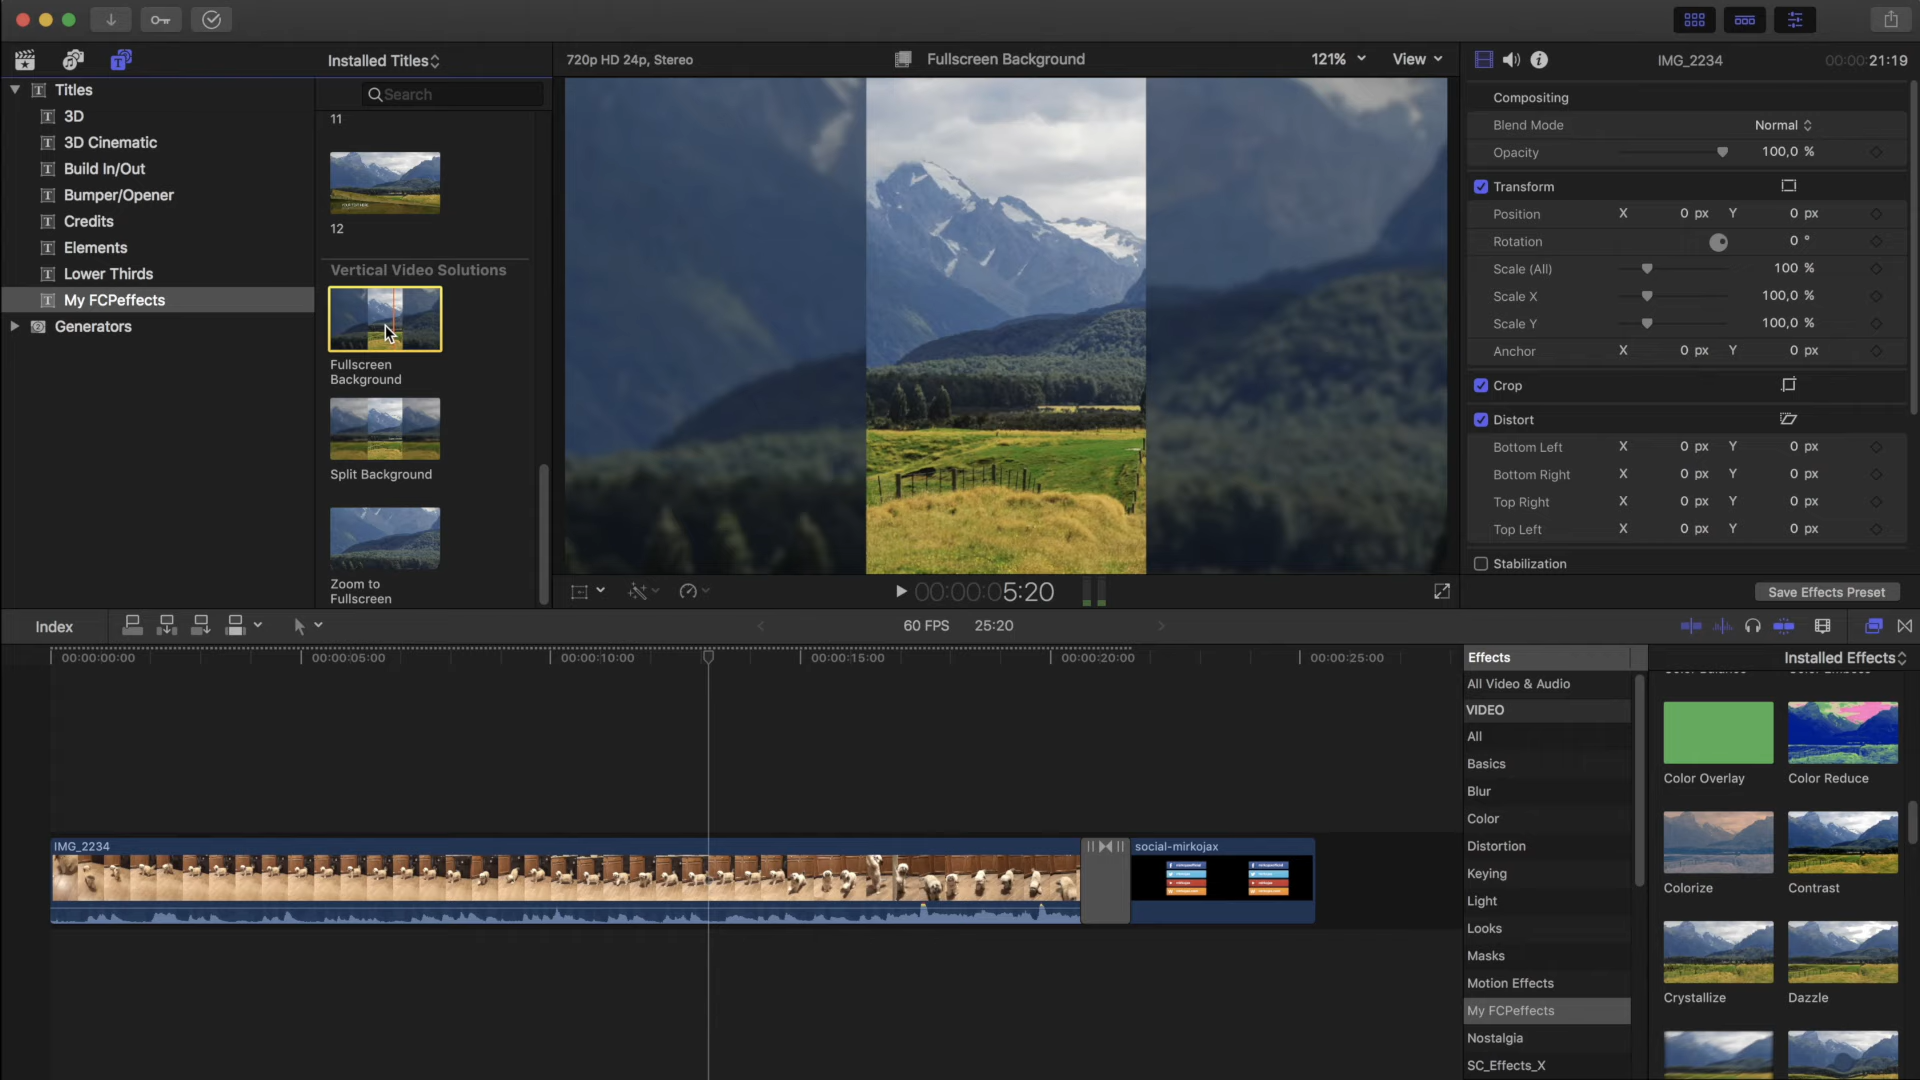 Installed Titles
720p HD 24p, Stereo
Fullscreen Background
121%
View
IMG_2234
00:00:00:21:19
Titles
3D
3D Cinematic
Build In/Out
Bumper/Opener
Credits
Elements
Lower Thirds
My FCPeffects
Generators
Search
11
12
Vertical Video Solutions
Fullscreen
Background
Split Background
Zoom to
Fullscreen
Compositing
Blend Mode Normal
Opacity 100,0 %
Transform
Position X 0 px Y 0 px
Rotation 0 °
Scale (All) 100 %
Scale X 100,0 %
Scale Y 100,0 %
Anchor X 0 px Y 0 px
Crop
Distort
Bottom Left X 0 px Y 0 px
Bottom Right X 0 px Y 0 px
Top Right X 0 px Y 0 px
Top Left X 0 px Y 0 px
Stabilization
Save Effects Preset
00:00:05:20
Index
60 FPS 25:20
00:00:00:00 00:00:05:00 00:00:10:00 00:00:15:00 00:00:20:00 00:00:25:00
IMG_2234
social-mirkojax
Effects
Installed Effects
All Video & Audio
VIDEO
All
Basics
Blur
Color
Distortion
Keying
Light
Looks
Masks
Motion Effects
My FCPeffects
Nostalgia
SC_Effects_X
Color Overlay
Color Reduce
Colorize
Contrast
Crystallize
Dazzle